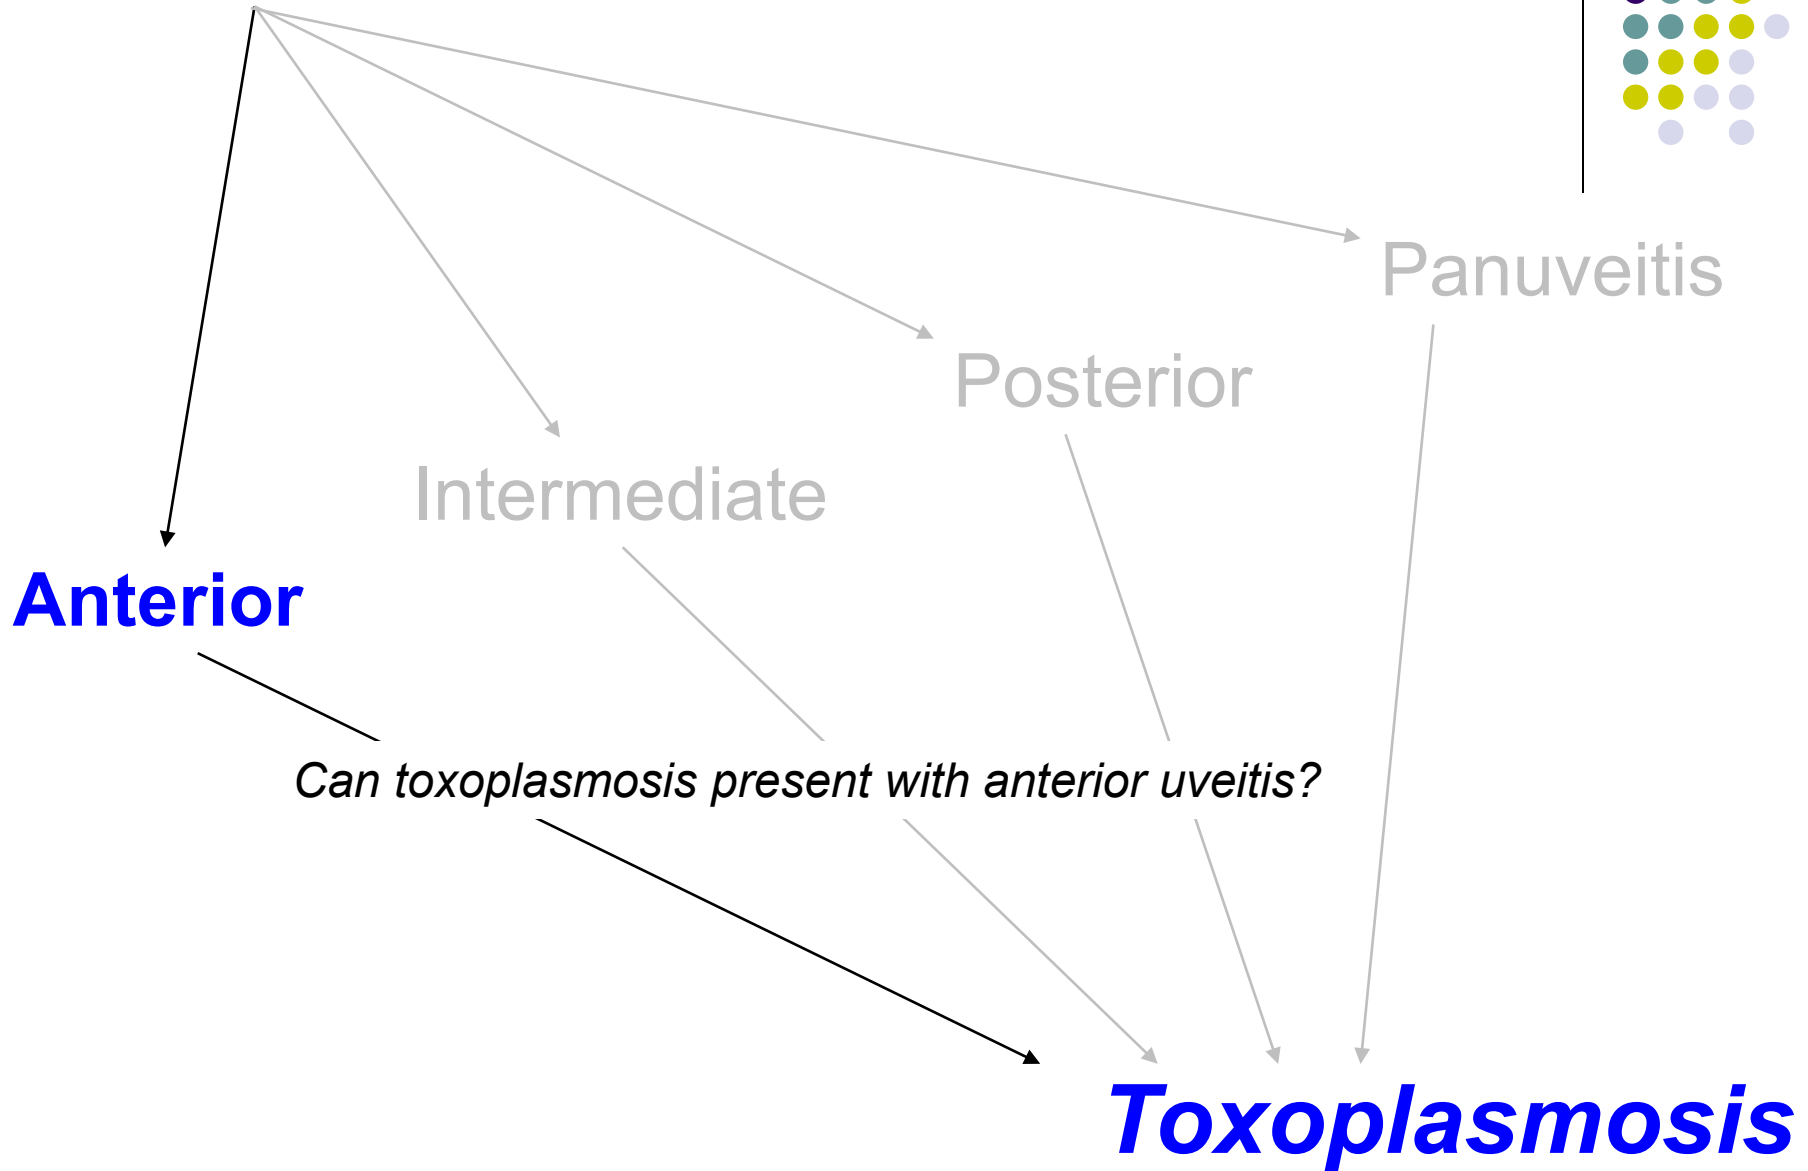 Panuveitis
Posterior
Intermediate
Anterior
Can toxoplasmosis present with anterior uveitis?
Toxoplasmosis